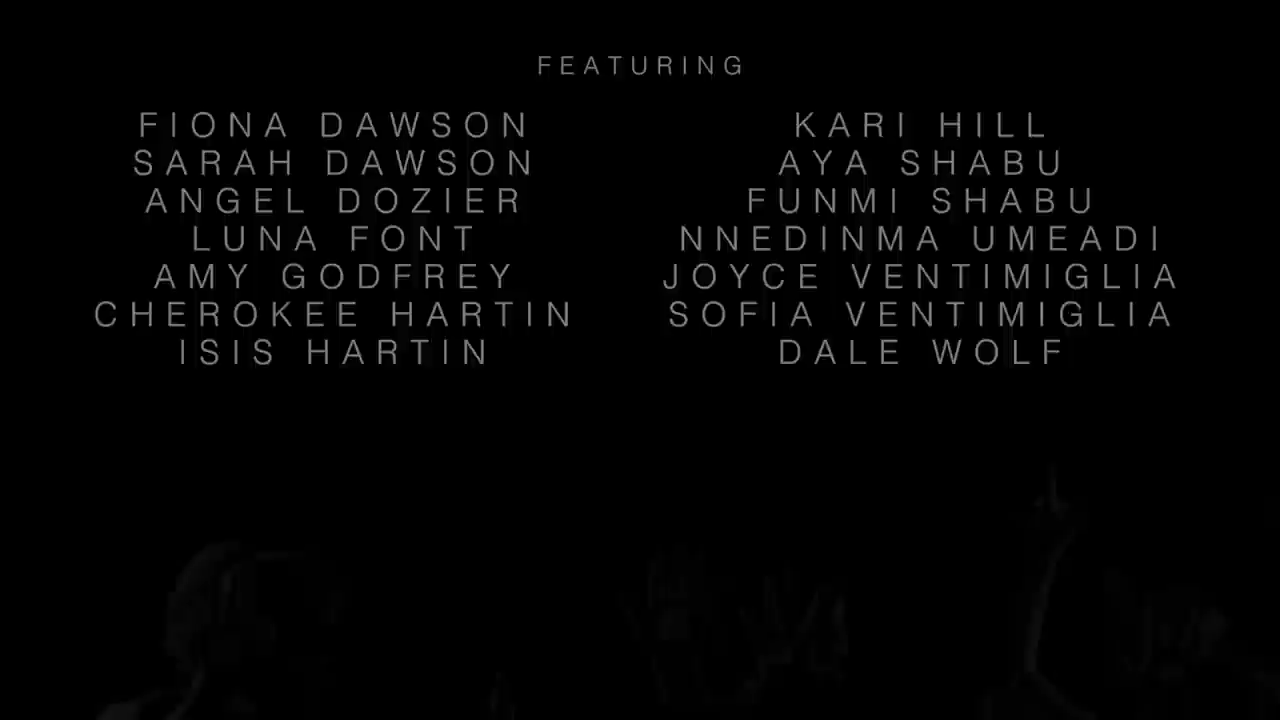 FEATURING
FIONA DAWSON
SARAH DAWSON
ANGEL DOZIER
LUNA FONT
AMY GODFREY
CHEROKEE HARTIN
ISIS HARTIN
KARI HILL
AYA SHABU
FUNMI SHABU
NNEDINMA UMEADI
JOYCE VENTIMIGLIA
SOFIA VENTIMIGLIA
DALE WOLF